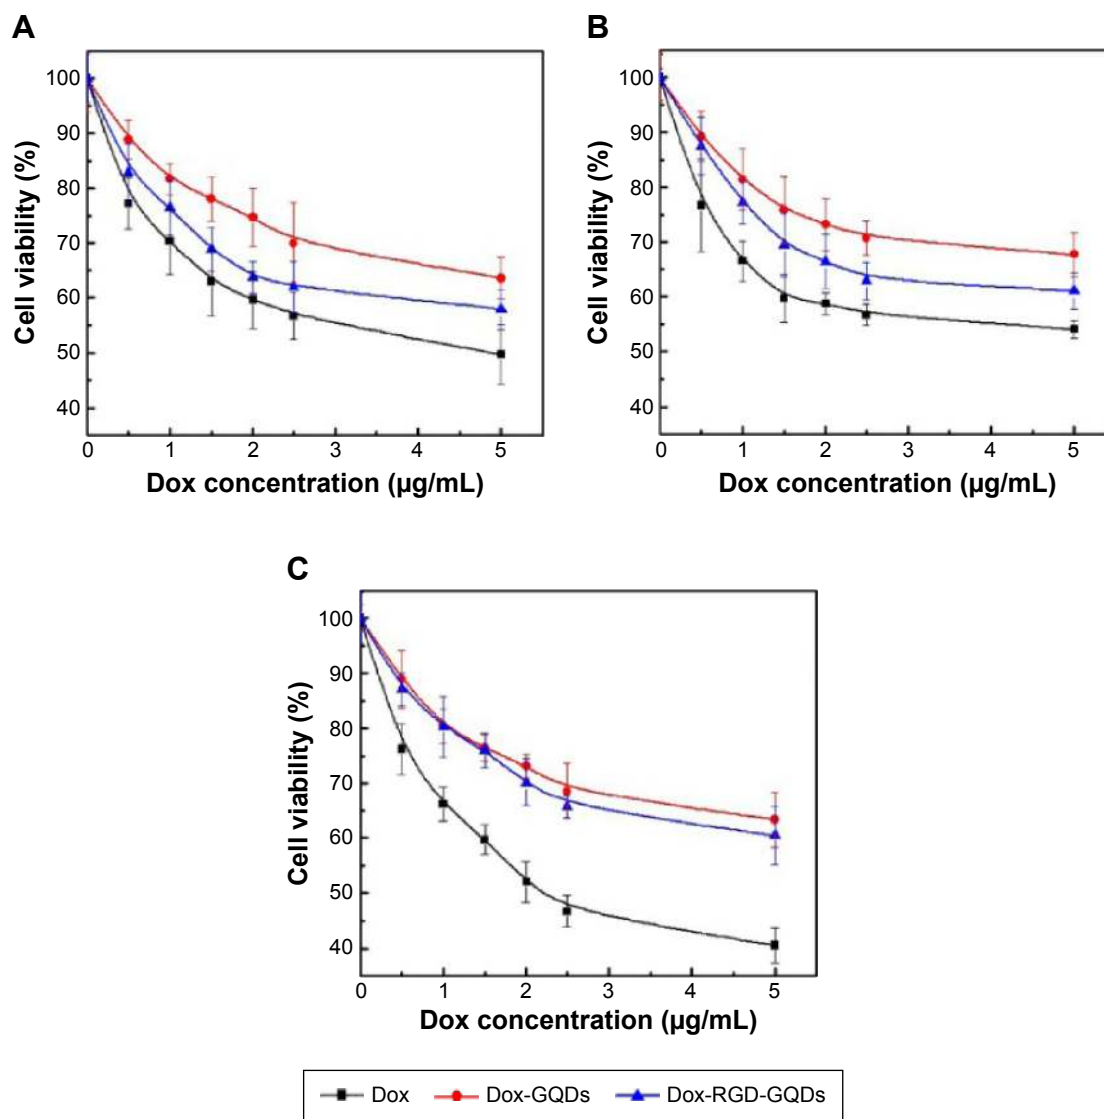 A
B
100
90
80
70
60
50
40
Cell viability (%)
0 1 2 3 4 5
Dox concentration (µg/mL)
100
90
80
70
60
50
40
Cell viability (%)
0 1 2 3 4 5
Dox concentration (µg/mL)
C
100
90
80
70
60
50
40
Cell viability (%)
0 1 2 3 4 5
Dox concentration (µg/mL)
Dox Dox-GQDs Dox-RGD-GQDs